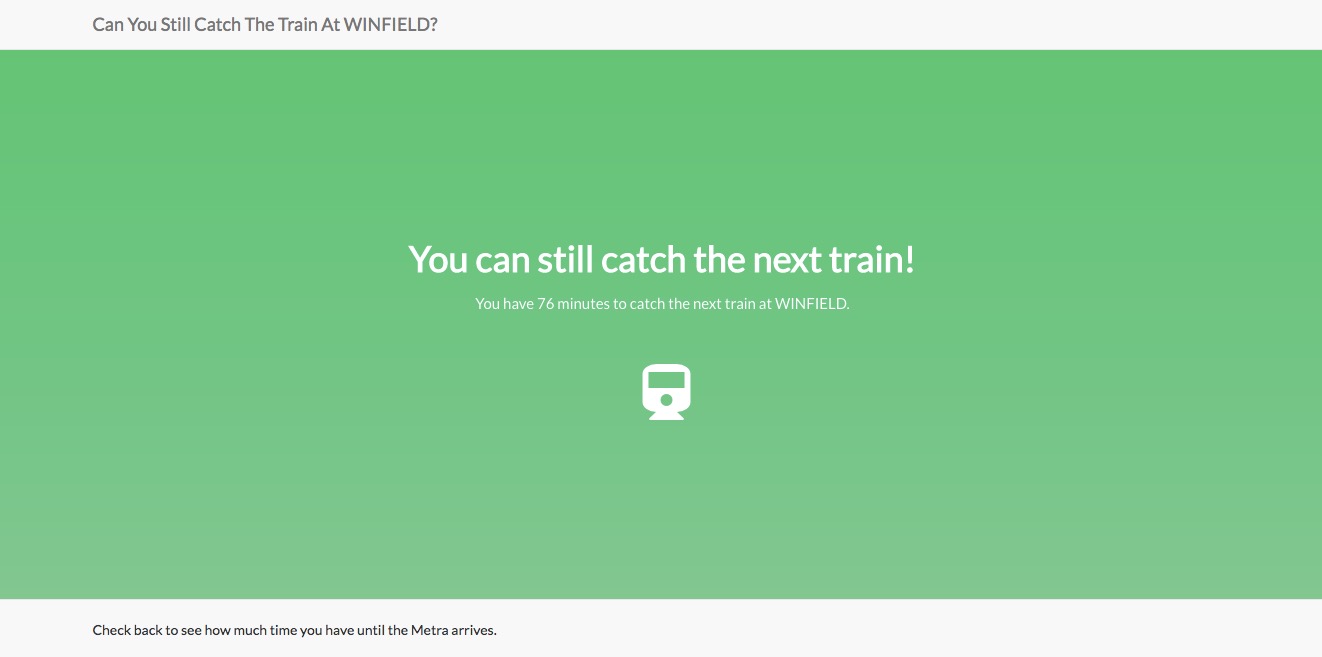 Can You Still Catch The Train At WINFIELD?
You can still catch the next train!
You have 76 minutes to catch the next train at WINFIELD.
Check back to see how much time you have until the Metra arrives.